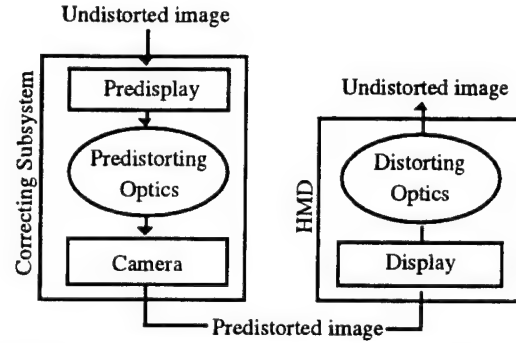 Undistorted image
Correcting Subsystem
Predisplay
Predistorting
Optics
Camera
Predistorted image
Undistorted image
HMD
Distorting
Optics
Display